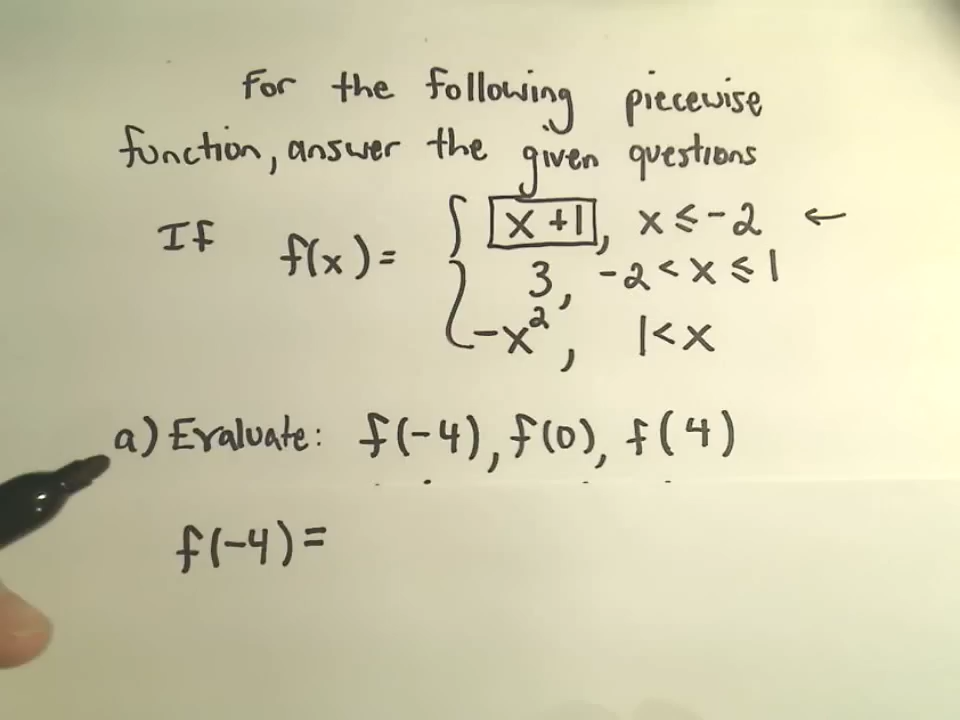 For the following piecewise
function, answer the given questions
If f(x) = { x + 1, x ≤ -2 ←
3, -2 < x ≤ 1
-x², 1 < x
a) Evaluate: f(-4), f(0), f(4)
f(-4) =